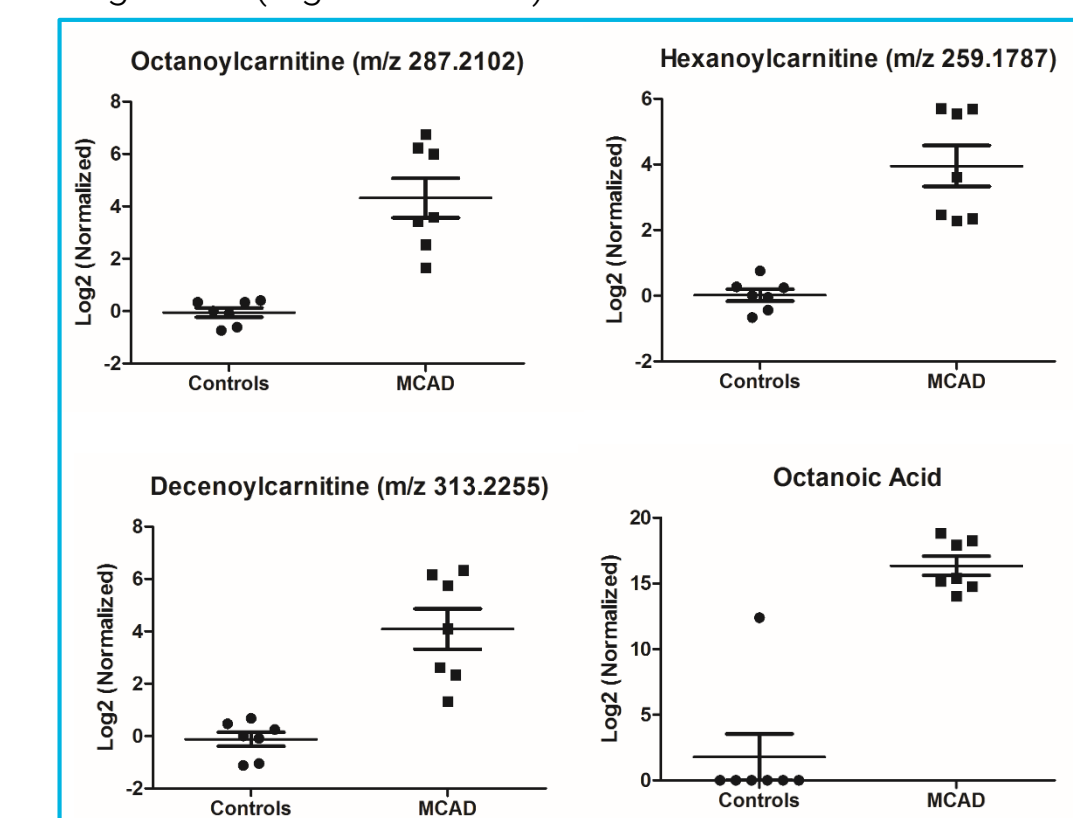 Octanoylcarnitine (m/z 287.2102)
8
6
4
2
0
-2
Log2 (Normalized)
Controls
MCAD
Hexanoylcarnitine (m/z 259.1787)
6
4
2
0
-2
Log2 (Normalized)
Controls
MCAD
Decenoylcarnitine (m/z 313.2255)
8
6
4
2
0
-2
Log2 (Normalized)
Controls
MCAD
Octanoic Acid
20
15
10
5
0
Log2 (Normalized)
Controls
MCAD